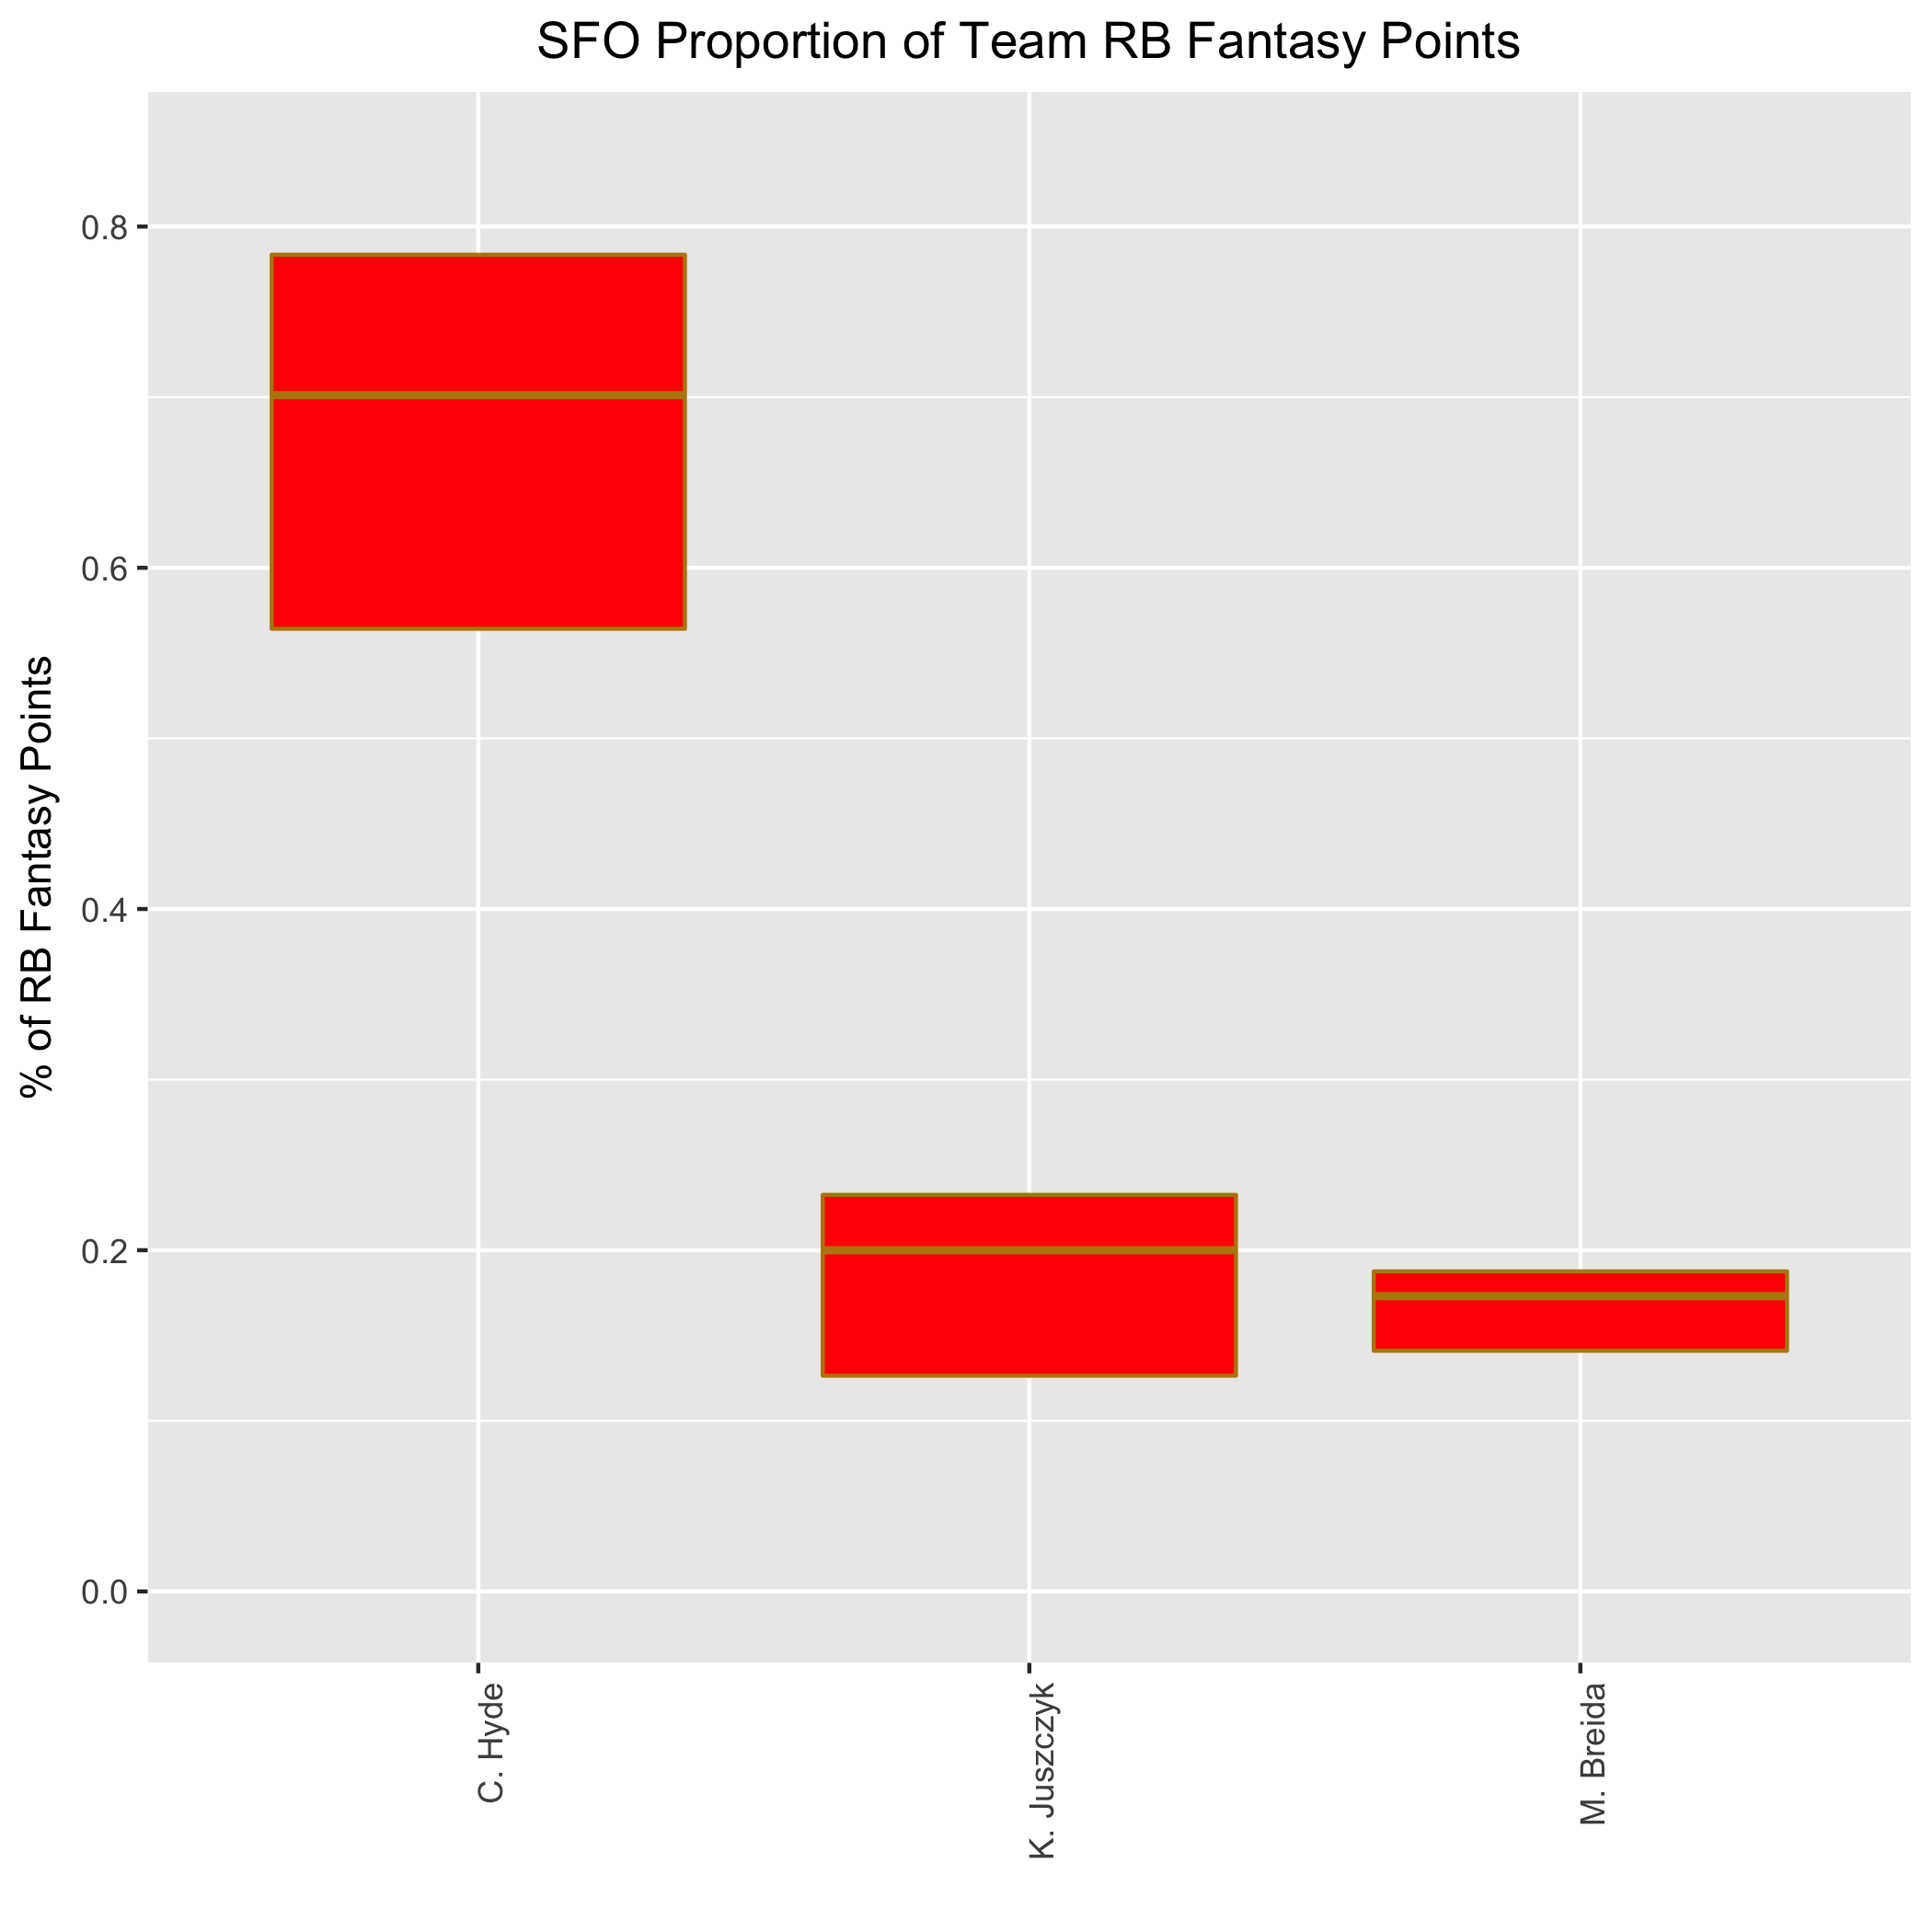 SFO Proportion of Team RB Fantasy Points
% of RB Fantasy Points
0.8
0.6
0.4
0.2
0.0
C. Hyde
K. Juszczyk
M. Breida